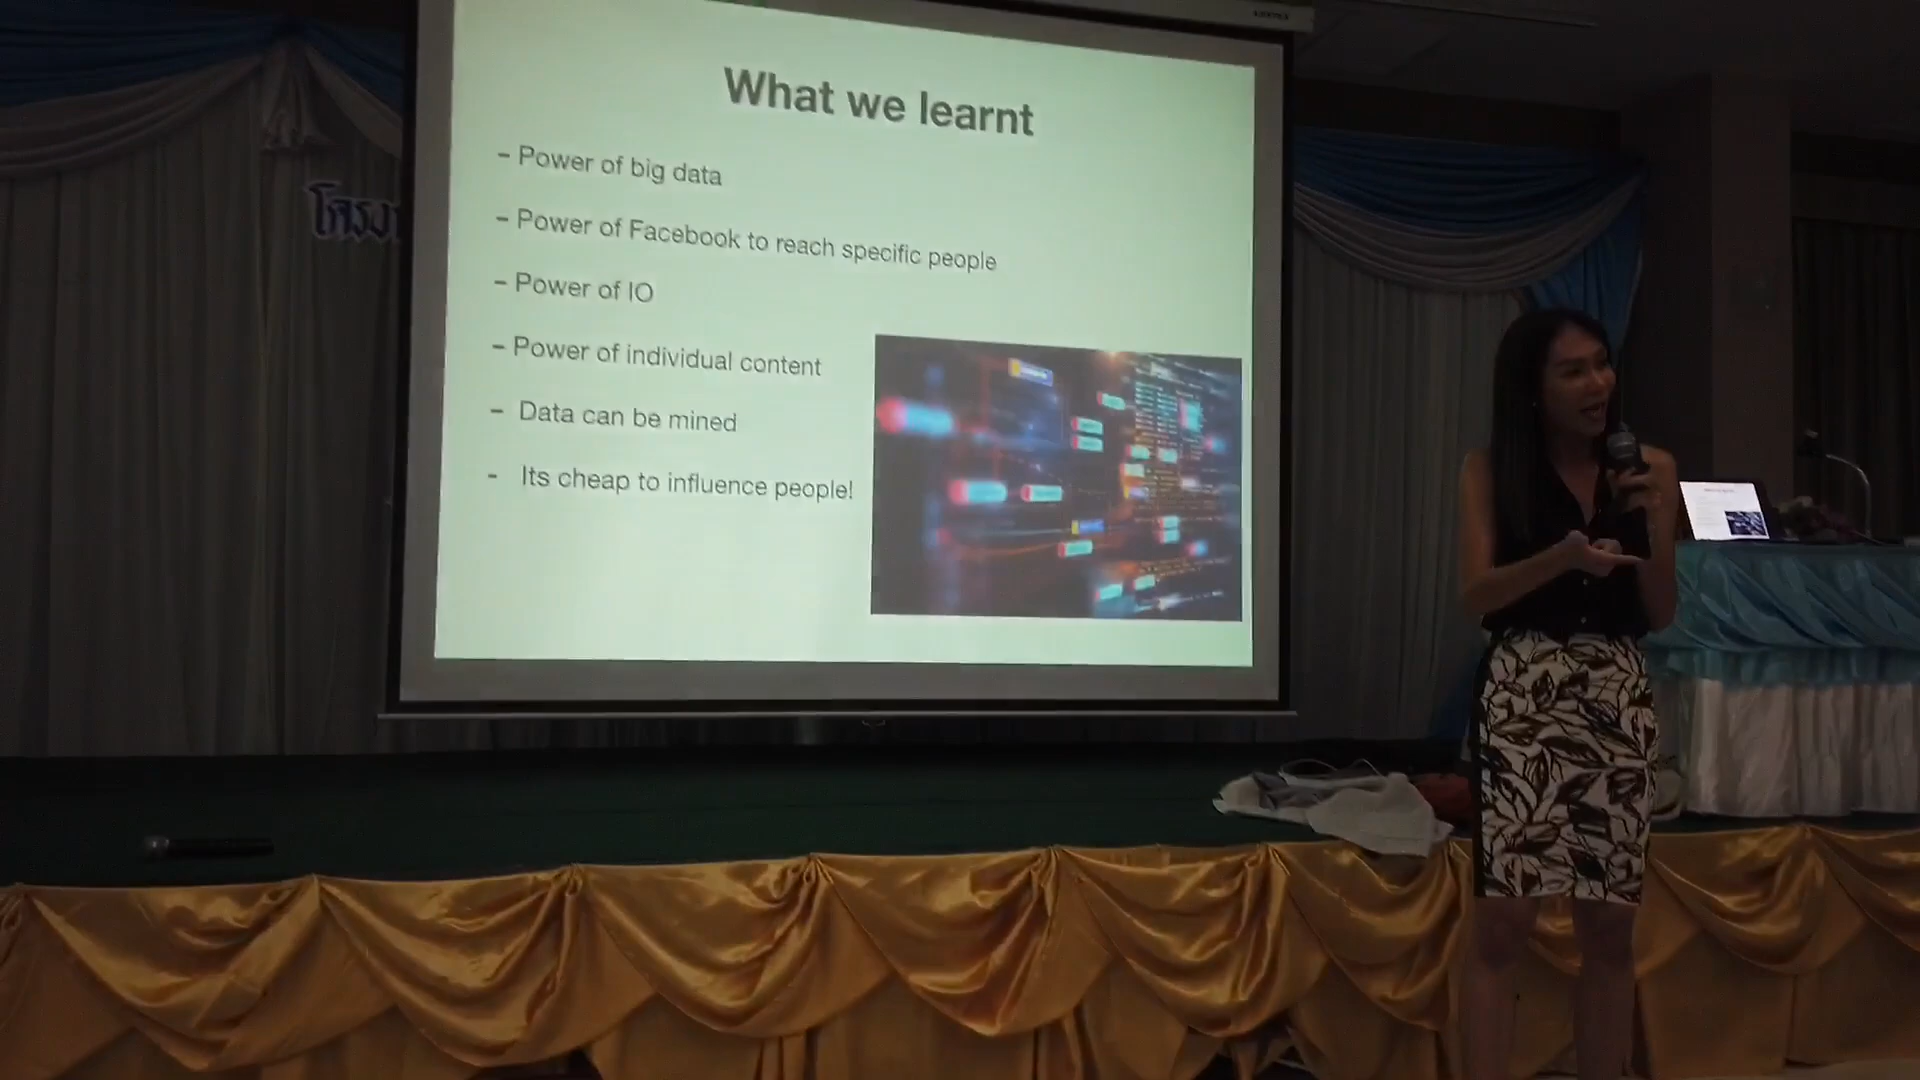 What we learnt
– Power of big data
– Power of Facebook to reach specific people
– Power of IO
– Power of individual content
– Data can be mined
- Its cheap to influence people!